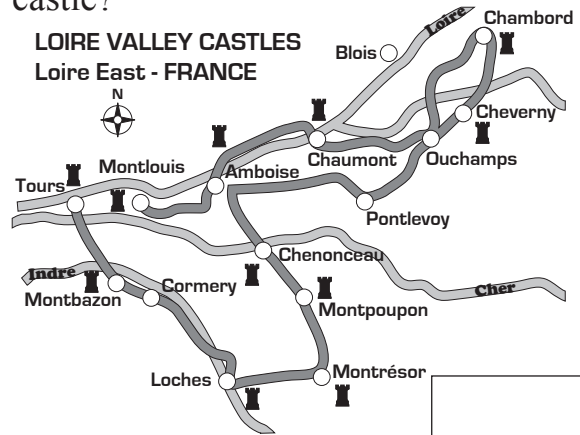 castle?
LOIRE VALLEY CASTLES
Loire East - FRANCE
N
Loire
Chambord
Blois
Cheverny
Montlouis
Tours
Amboise
Chaumont
Ouchamps
Pontlevoy
Chenonceau
Indre
Montbazon
Cormery
Cher
Montpoupon
Loches
Montrésor